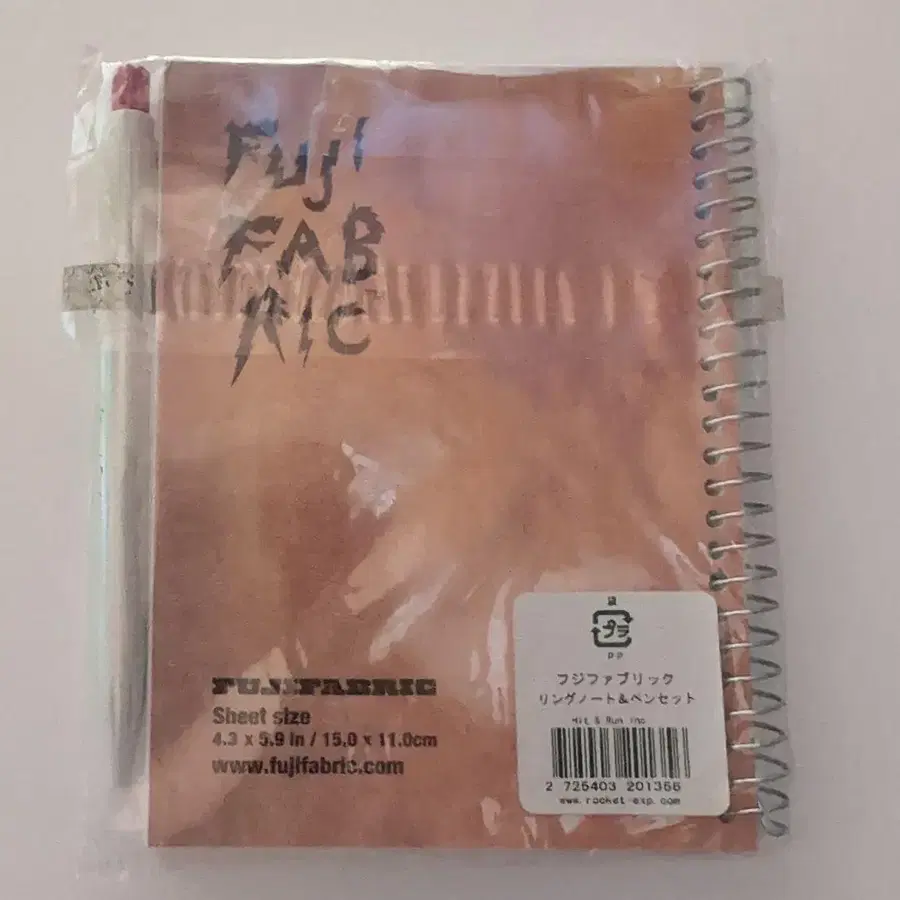 FUJI
FAB
RIC
FUJIFABRIC
Sheet size
4.3 x 5.9 in / 15.0 x 11.0cm
www.fujifabric.com
袋
プラ
PP
フジファブリック
リングノート&ペンセット
Hit & Run inc
2 725403 201356
www.rocket-exp.com